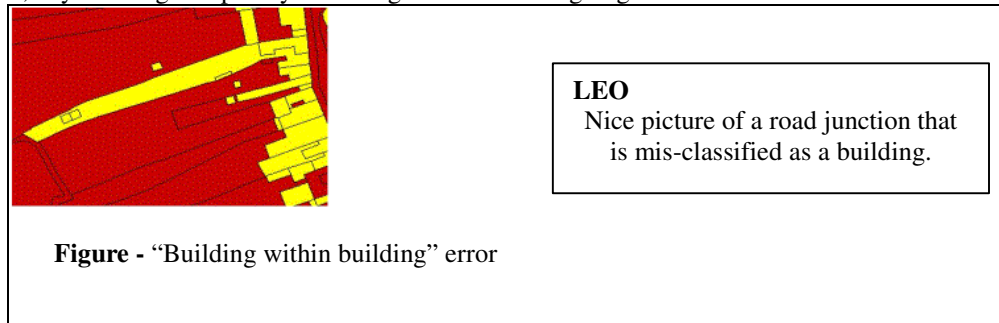 LEO
Nice picture of a road junction that
is mis-classified as a building.
Figure - “Building within building” error